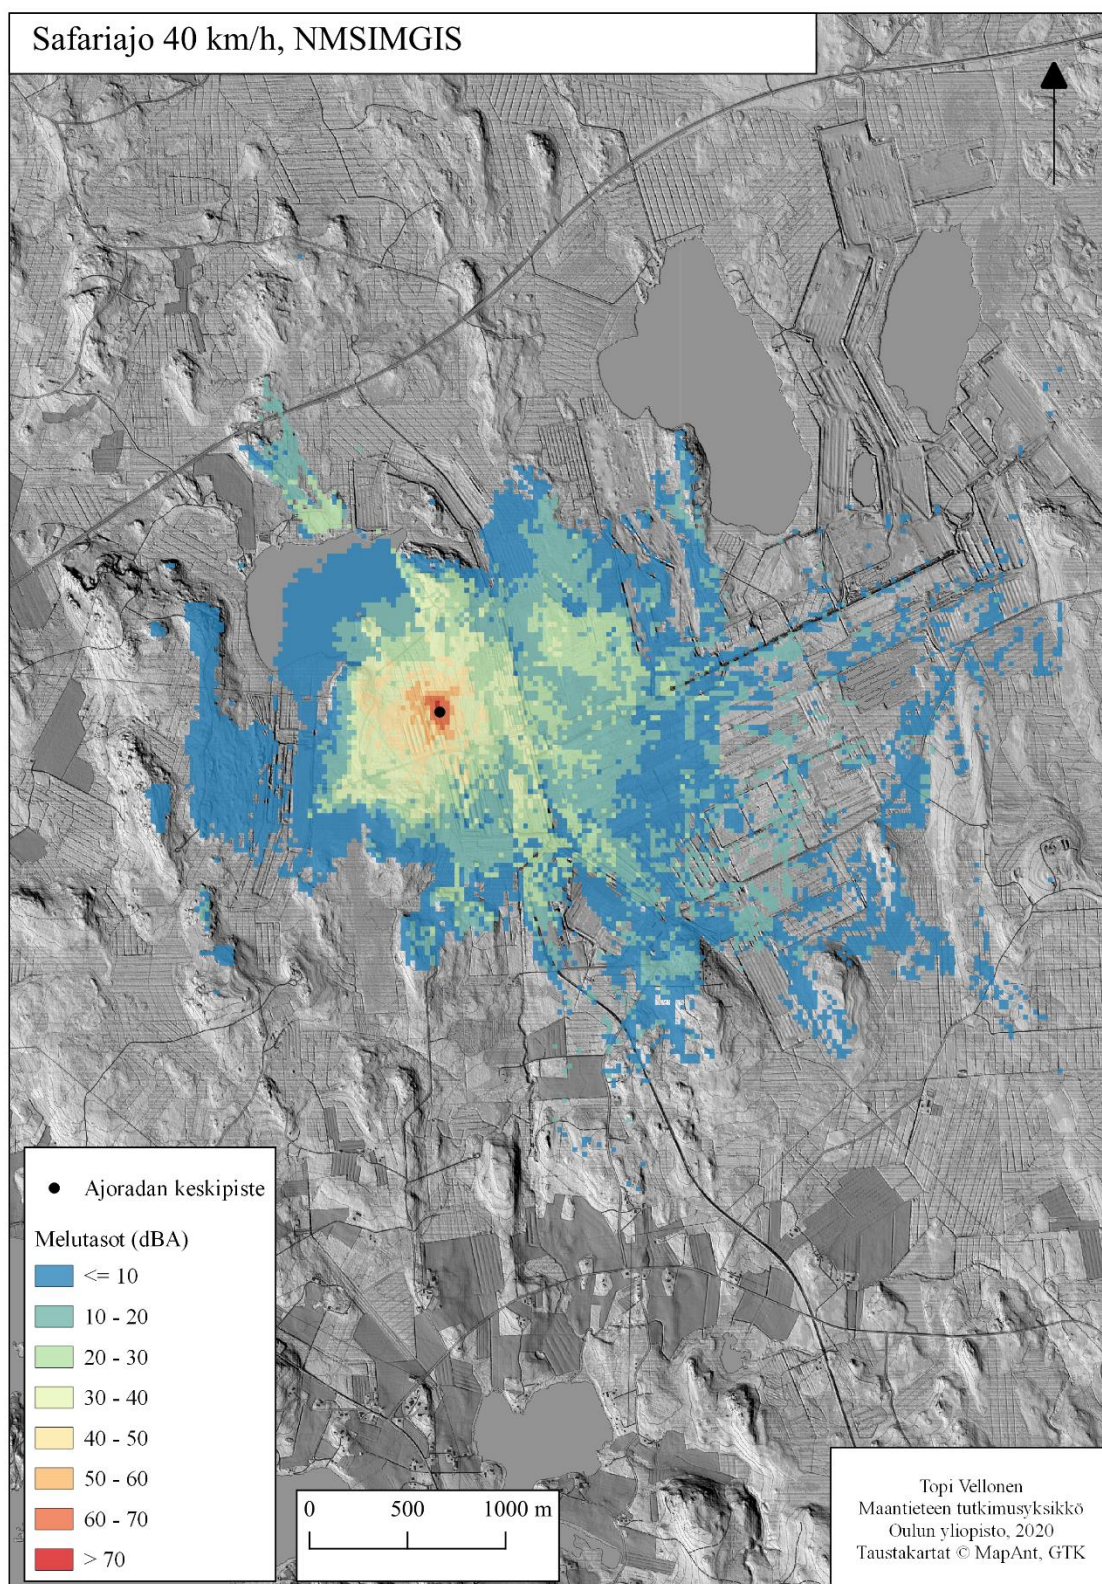 Safariajo 40 km/h, NMSIMGIS
Ajoradan keskipiste
Melutasot (dBA)
<= 10
10 - 20
20 - 30
30 - 40
40 - 50
50 - 60
60 - 70
> 70
0 500 1000 m
Topi Vellonen
Maantieteen tutkimusyksikkö
Oulun yliopisto, 2020
Taustakartat © MapAnt, GTK